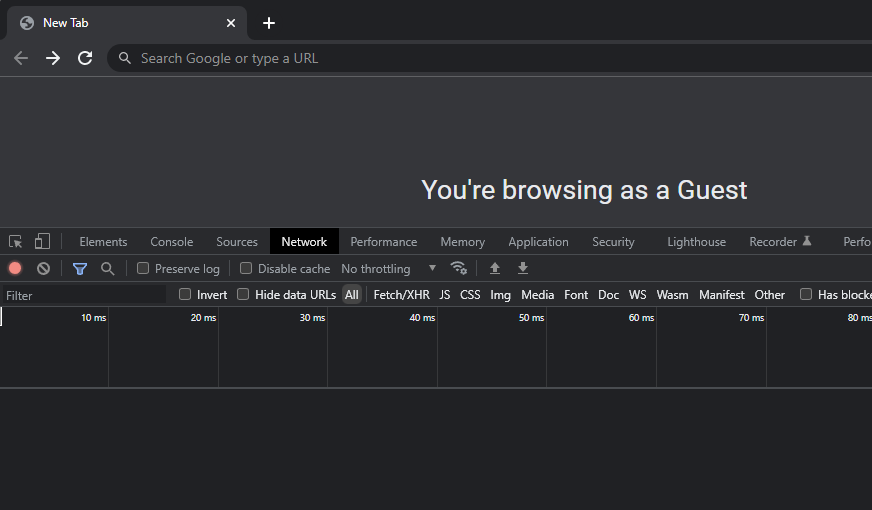 New Tab
Search Google or type a URL
You're browsing as a Guest
Elements Console Sources Network Performance Memory Application Security Lighthouse Recorder Perfo
Preserve log Disable cache No throttling
Filter Invert Hide data URLs All Fetch/XHR JS CSS Img Media Font Doc WS Wasm Manifest Other Has blocke
10 ms 20 ms 30 ms 40 ms 50 ms 60 ms 70 ms 80 ms